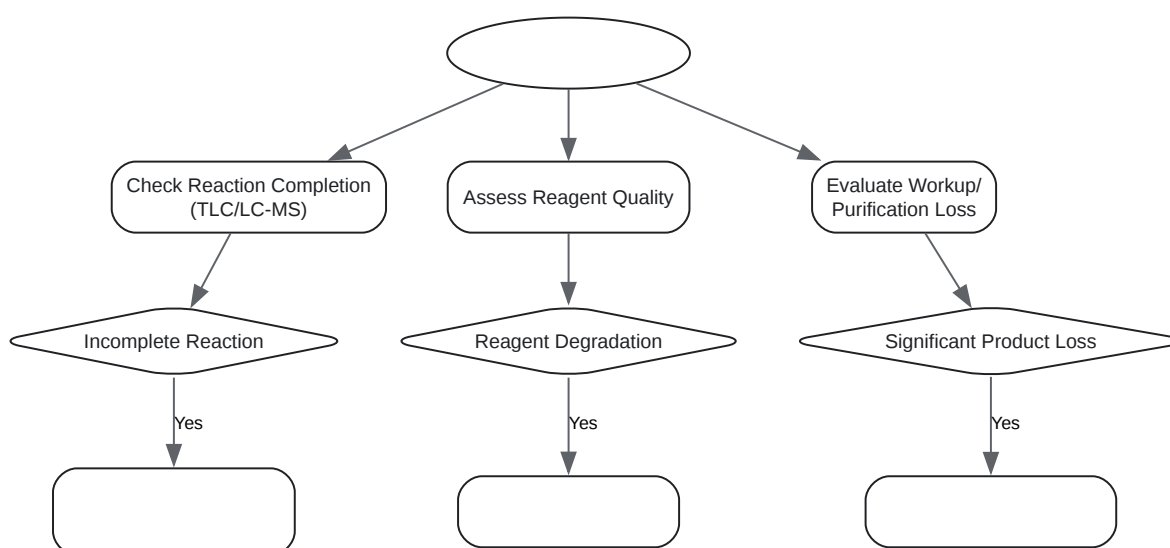 Check Reaction Completion
(TLC/LC-MS)
Assess Reagent Quality
Evaluate Workup/
Purification Loss
Incomplete Reaction
Reagent Degradation
Significant Product Loss
Yes
Yes
Yes